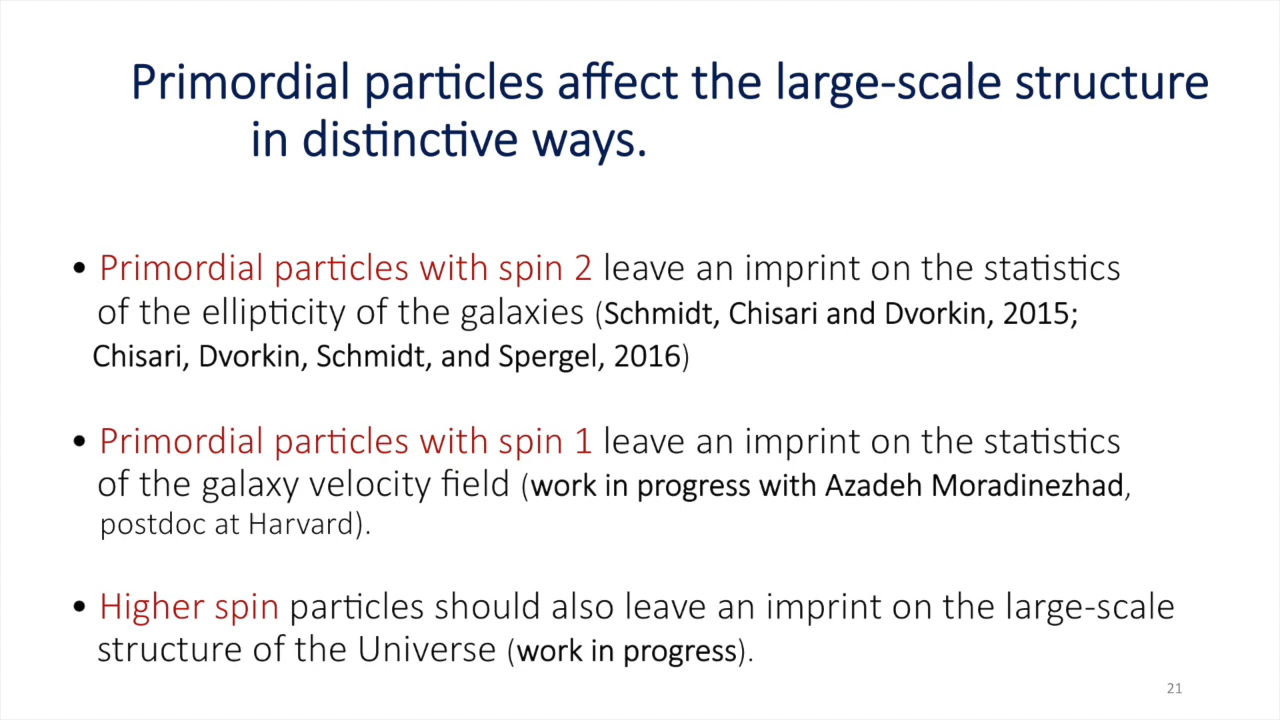 Primordial particles affect the large-scale structure
in distinctive ways.
• Primordial particles with spin 2 leave an imprint on the statistics
of the ellipticity of the galaxies (Schmidt, Chisari and Dvorkin, 2015;
Chisari, Dvorkin, Schmidt, and Spergel, 2016)
• Primordial particles with spin 1 leave an imprint on the statistics
of the galaxy velocity field (work in progress with Azadeh Moradinezhad,
postdoc at Harvard).
• Higher spin particles should also leave an imprint on the large-scale
structure of the Universe (work in progress).
21